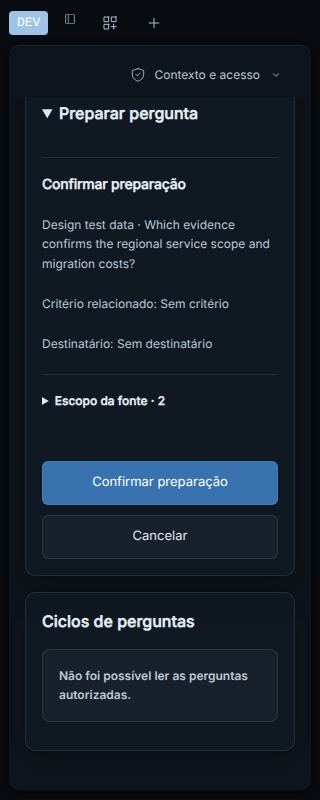 DEV
Contexto e acesso
Preparar pergunta
Confirmar preparação
Design test data · Which evidence
confirms the regional service scope and
migration costs?
Critério relacionado: Sem critério
Destinatário: Sem destinatário
Escopo da fonte · 2
Confirmar preparação
Cancelar
Ciclos de perguntas
Não foi possível ler as perguntas
autorizadas.